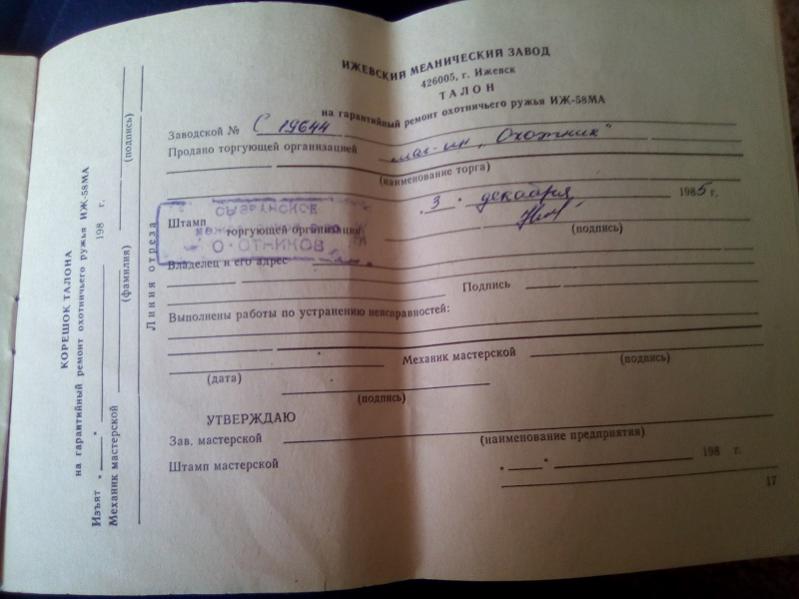 ИЖЕВСКИЙ МЕАНИЧЕСКИЙ ЗАВОД
426005, г. Ижевск
ТАЛОН
на гарантийный ремонт охотничьего ружья ИЖ-58МА
Заводской № С 19644
Продано торгующей организацией маг-ин „Охотник"
(наименование торга)
„ 3 " декабря 1985 г.
Штамп торгующей организации
(подпись)
СЫЗРАНСКОЕ
ОХОТНИКОВ
Владелец и его адрес
Подпись
Выполнены работы по устранению неисправностей:
Механик мастерской
(дата) (подпись)
(подпись)
УТВЕРЖДАЮ
Зав. мастерской
(наименование предприятия)
Штамп мастерской
" " 198 г.
17
Линия отреза
КОРЕШОК ТАЛОНА
на гарантийный ремонт охотничьего ружья ИЖ-58МА
Изъят " " 198 г.
Механик мастерской
(фамилия) (подпись)